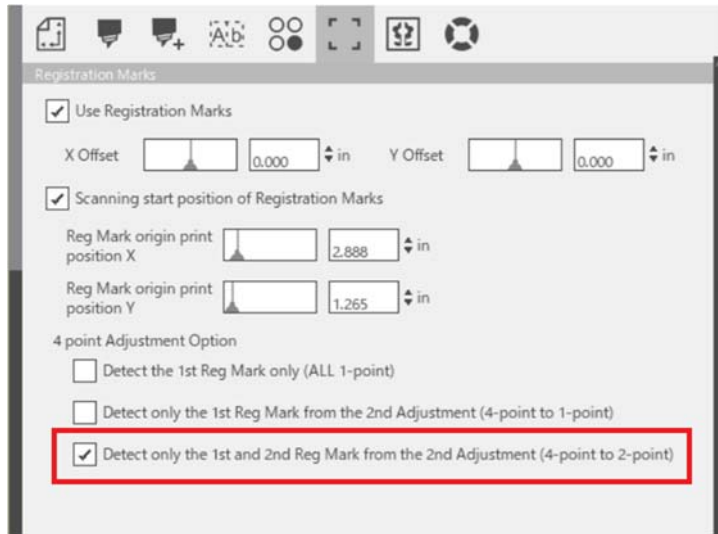 A b
Registration Marks
Use Registration Marks
X Offset 0.000 in Y Offset 0.000 in
Scanning start position of Registration Marks
Reg Mark origin print
position X 2.888 in
Reg Mark origin print
position Y 1.265 in
4 point Adjustment Option
Detect the 1st Reg Mark only (ALL 1-point)
Detect only the 1st Reg Mark from the 2nd Adjustment (4-point to 1-point)
Detect only the 1st and 2nd Reg Mark from the 2nd Adjustment (4-point to 2-point)